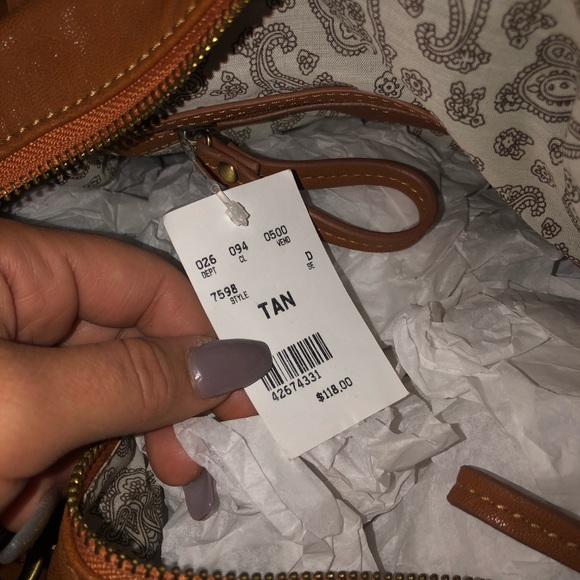 026 094 0500
DEPT CL VEND
7598 D
STYLE SE
TAN
42674331
$118.00